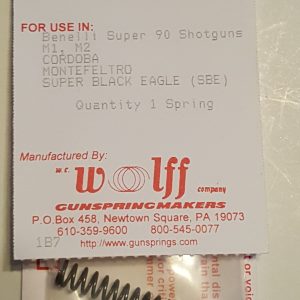 FOR USE IN:
Benelli Super 90 Shotguns
M1, M2
CORDOBA
MONTEFELTRO
SUPER BLACK EAGLE (SBE)
Quantity 1 Spring
Manufactured By:
W.C.
Wolff
company
GUNSPRINGMAKERS
P.O.Box 458, Newtown Square, PA 19073
610-359-9600 800-545-0077
1B7 http://www.gunsprings.com